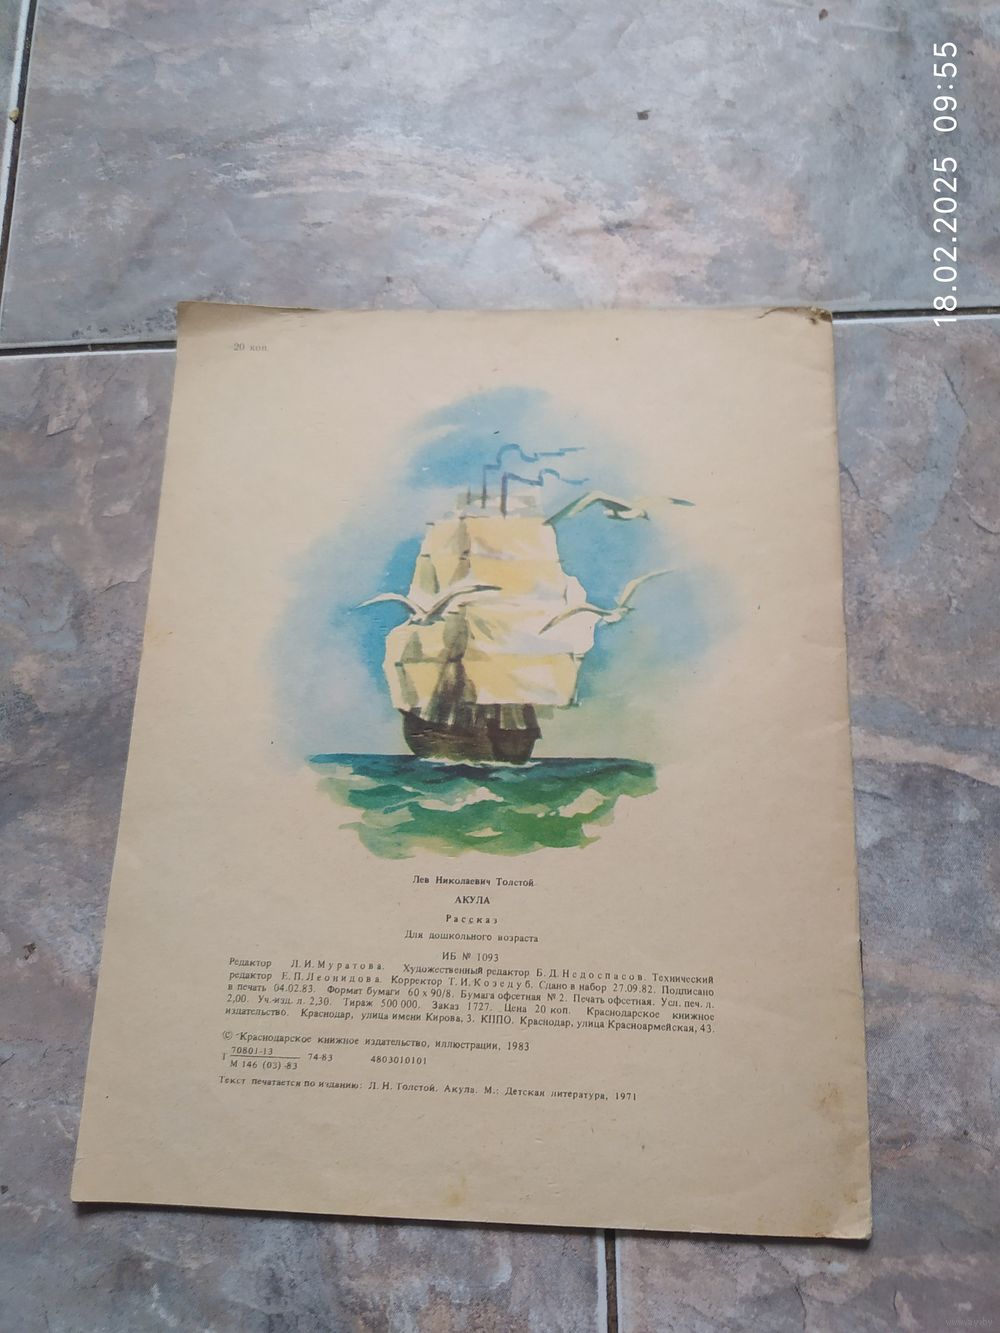 18.02.2025 09:55
20 коп.
Лев Николаевич Толстой
АКУЛА
Рассказ
Для дошкольного возраста
ИБ № 1093
Редактор Л. И. Муратова. Художественный редактор Б. Д. Недоспасов. Технический
редактор Е. П. Леонидова. Корректор Т. И. Козедуб. Сдано в набор 27.09.82. Подписано
в печать 04.02.83. Формат бумаги 60 х 90/8. Бумага офсетная № 2. Печать офсетная. Усл. печ. л.
2,00. Уч.-изд. л. 2,30. Тираж 500 000. Заказ 1727. Цена 20 коп. Краснодарское книжное
издательство. Краснодар, улица имени Кирова, 3. КППО. Краснодар, улица Красноармейская, 43.
© Краснодарское книжное издательство, иллюстрации, 1983
70801-13
М 146 (03)-83
74-83 4803010101
Текст печатается по изданию: Л. Н. Толстой. Акула. М.: Детская литература, 1971